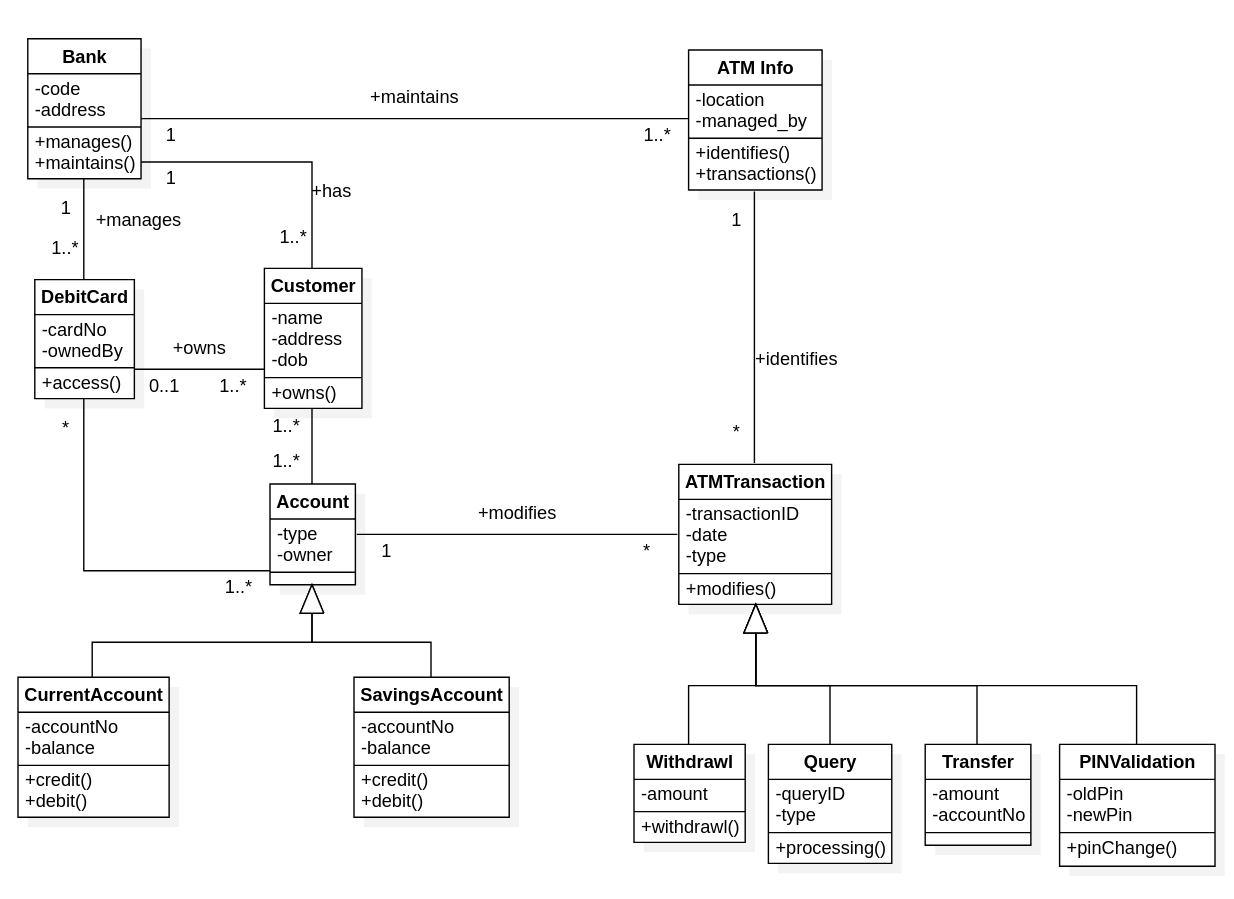 Bank
-code
-address
+manages()
+maintains()
+maintains
1
1..*
ATM Info
-location
-managed_by
+identifies()
+transactions()
1
+has
1..*
1
+manages
1..*
1
+identifies
*
DebitCard
-cardNo
-ownedBy
+access()
+owns
0..1
1..*
Customer
-name
-address
-dob
+owns()
*
1..*
1..*
1..*
Account
-type
-owner
+modifies
1
*
ATMTransaction
-transactionID
-date
-type
+modifies()
CurrentAccount
-accountNo
-balance
+credit()
+debit()
SavingsAccount
-accountNo
-balance
+credit()
+debit()
Withdrawl
-amount
+withdrawl()
Query
-queryID
-type
+processing()
Transfer
-amount
-accountNo
PINValidation
-oldPin
-newPin
+pinChange()